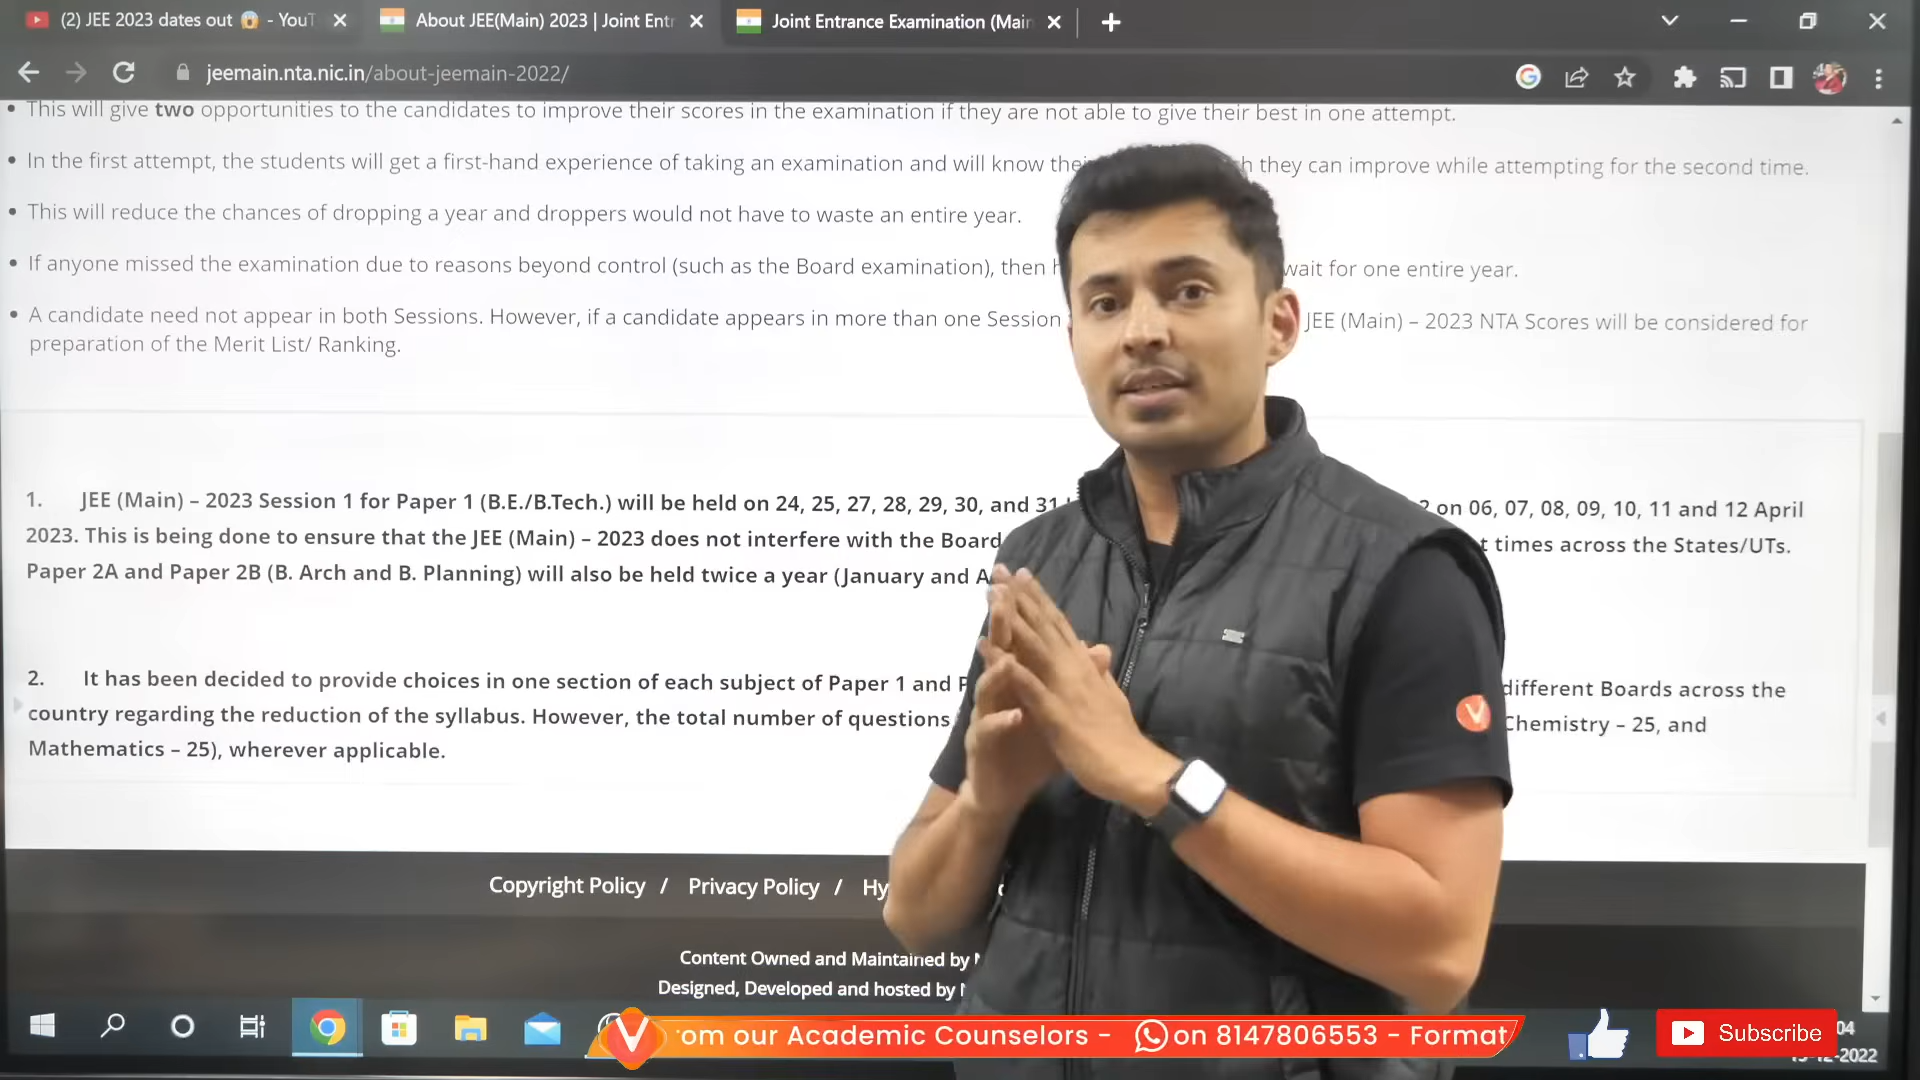 (2) JEE 2023 dates out 😱 - YouT
About JEE(Main) 2023 | Joint Entr
Joint Entrance Examination (Main
jeemain.nta.nic.in/about-jeemain-2022/
This will give two opportunities to the candidates to improve their scores in the examination if they are not able to give their best in one attempt.
In the first attempt, the students will get a first-hand experience of taking an examination and will know thei h they can improve while attempting for the second time.
This will reduce the chances of dropping a year and droppers would not have to waste an entire year.
If anyone missed the examination due to reasons beyond control (such as the Board examination), then h wait for one entire year.
A candidate need not appear in both Sessions. However, if a candidate appears in more than one Session JEE (Main) – 2023 NTA Scores will be considered for
preparation of the Merit List/ Ranking.
1. JEE (Main) – 2023 Session 1 for Paper 1 (B.E./B.Tech.) will be held on 24, 25, 27, 28, 29, 30, and 31 2 on 06, 07, 08, 09, 10, 11 and 12 April
2023. This is being done to ensure that the JEE (Main) – 2023 does not interfere with the Board t times across the States/UTs.
Paper 2A and Paper 2B (B. Arch and B. Planning) will also be held twice a year (January and A
2. It has been decided to provide choices in one section of each subject of Paper 1 and P different Boards across the
country regarding the reduction of the syllabus. However, the total number of questions Chemistry – 25, and
Mathematics – 25), wherever applicable.
Copyright Policy / Privacy Policy / Hy
Content Owned and Maintained by N
Designed, Developed and hosted by N
V
om our Academic Counselors - on 8147806553 - Format
Subscribe
04
-2022
V